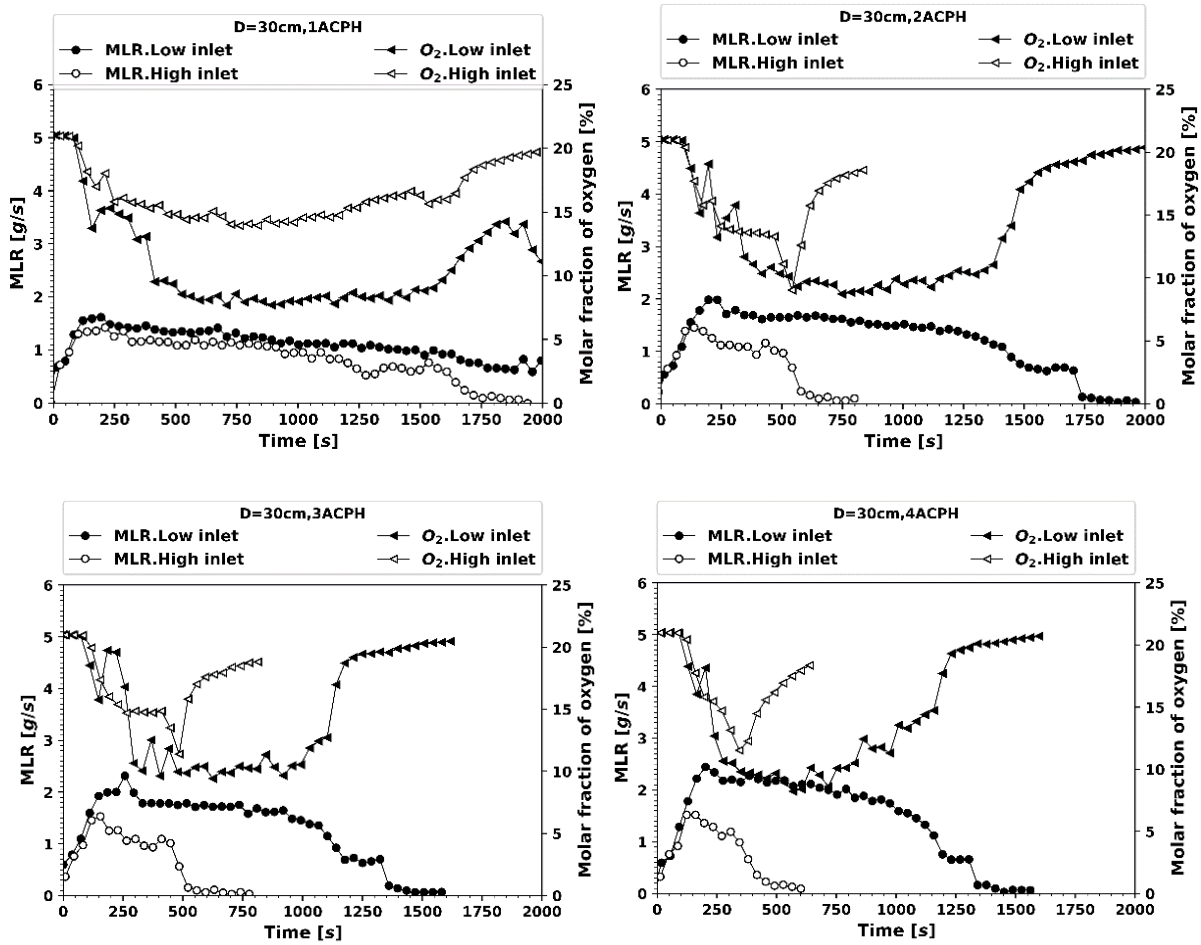 D=30cm,1ACPH
MLR.Low inlet
O2.Low inlet
MLR.High inlet
O2.High inlet
6
5
4
3
2
1
0
MLR [g/s]
25
20
15
10
5
0
Molar fraction of oxygen [%]
0 250 500 750 1000 1250 1500 1750 2000
Time [s]
D=30cm,2ACPH
MLR.Low inlet
O2.Low inlet
MLR.High inlet
O2.High inlet
6
5
4
3
2
1
0
MLR [g/s]
25
20
15
10
5
0
Molar fraction of oxygen [%]
0 250 500 750 1000 1250 1500 1750 2000
Time [s]
D=30cm,3ACPH
MLR.Low inlet
O2.Low inlet
MLR.High inlet
O2.High inlet
6
5
4
3
2
1
0
MLR [g/s]
25
20
15
10
5
0
Molar fraction of oxygen [%]
0 250 500 750 1000 1250 1500 1750 2000
Time [s]
D=30cm,4ACPH
MLR.Low inlet
O2.Low inlet
MLR.High inlet
O2.High inlet
6
5
4
3
2
1
0
MLR [g/s]
25
20
15
10
5
0
Molar fraction of oxygen [%]
0 250 500 750 1000 1250 1500 1750 2000
Time [s]